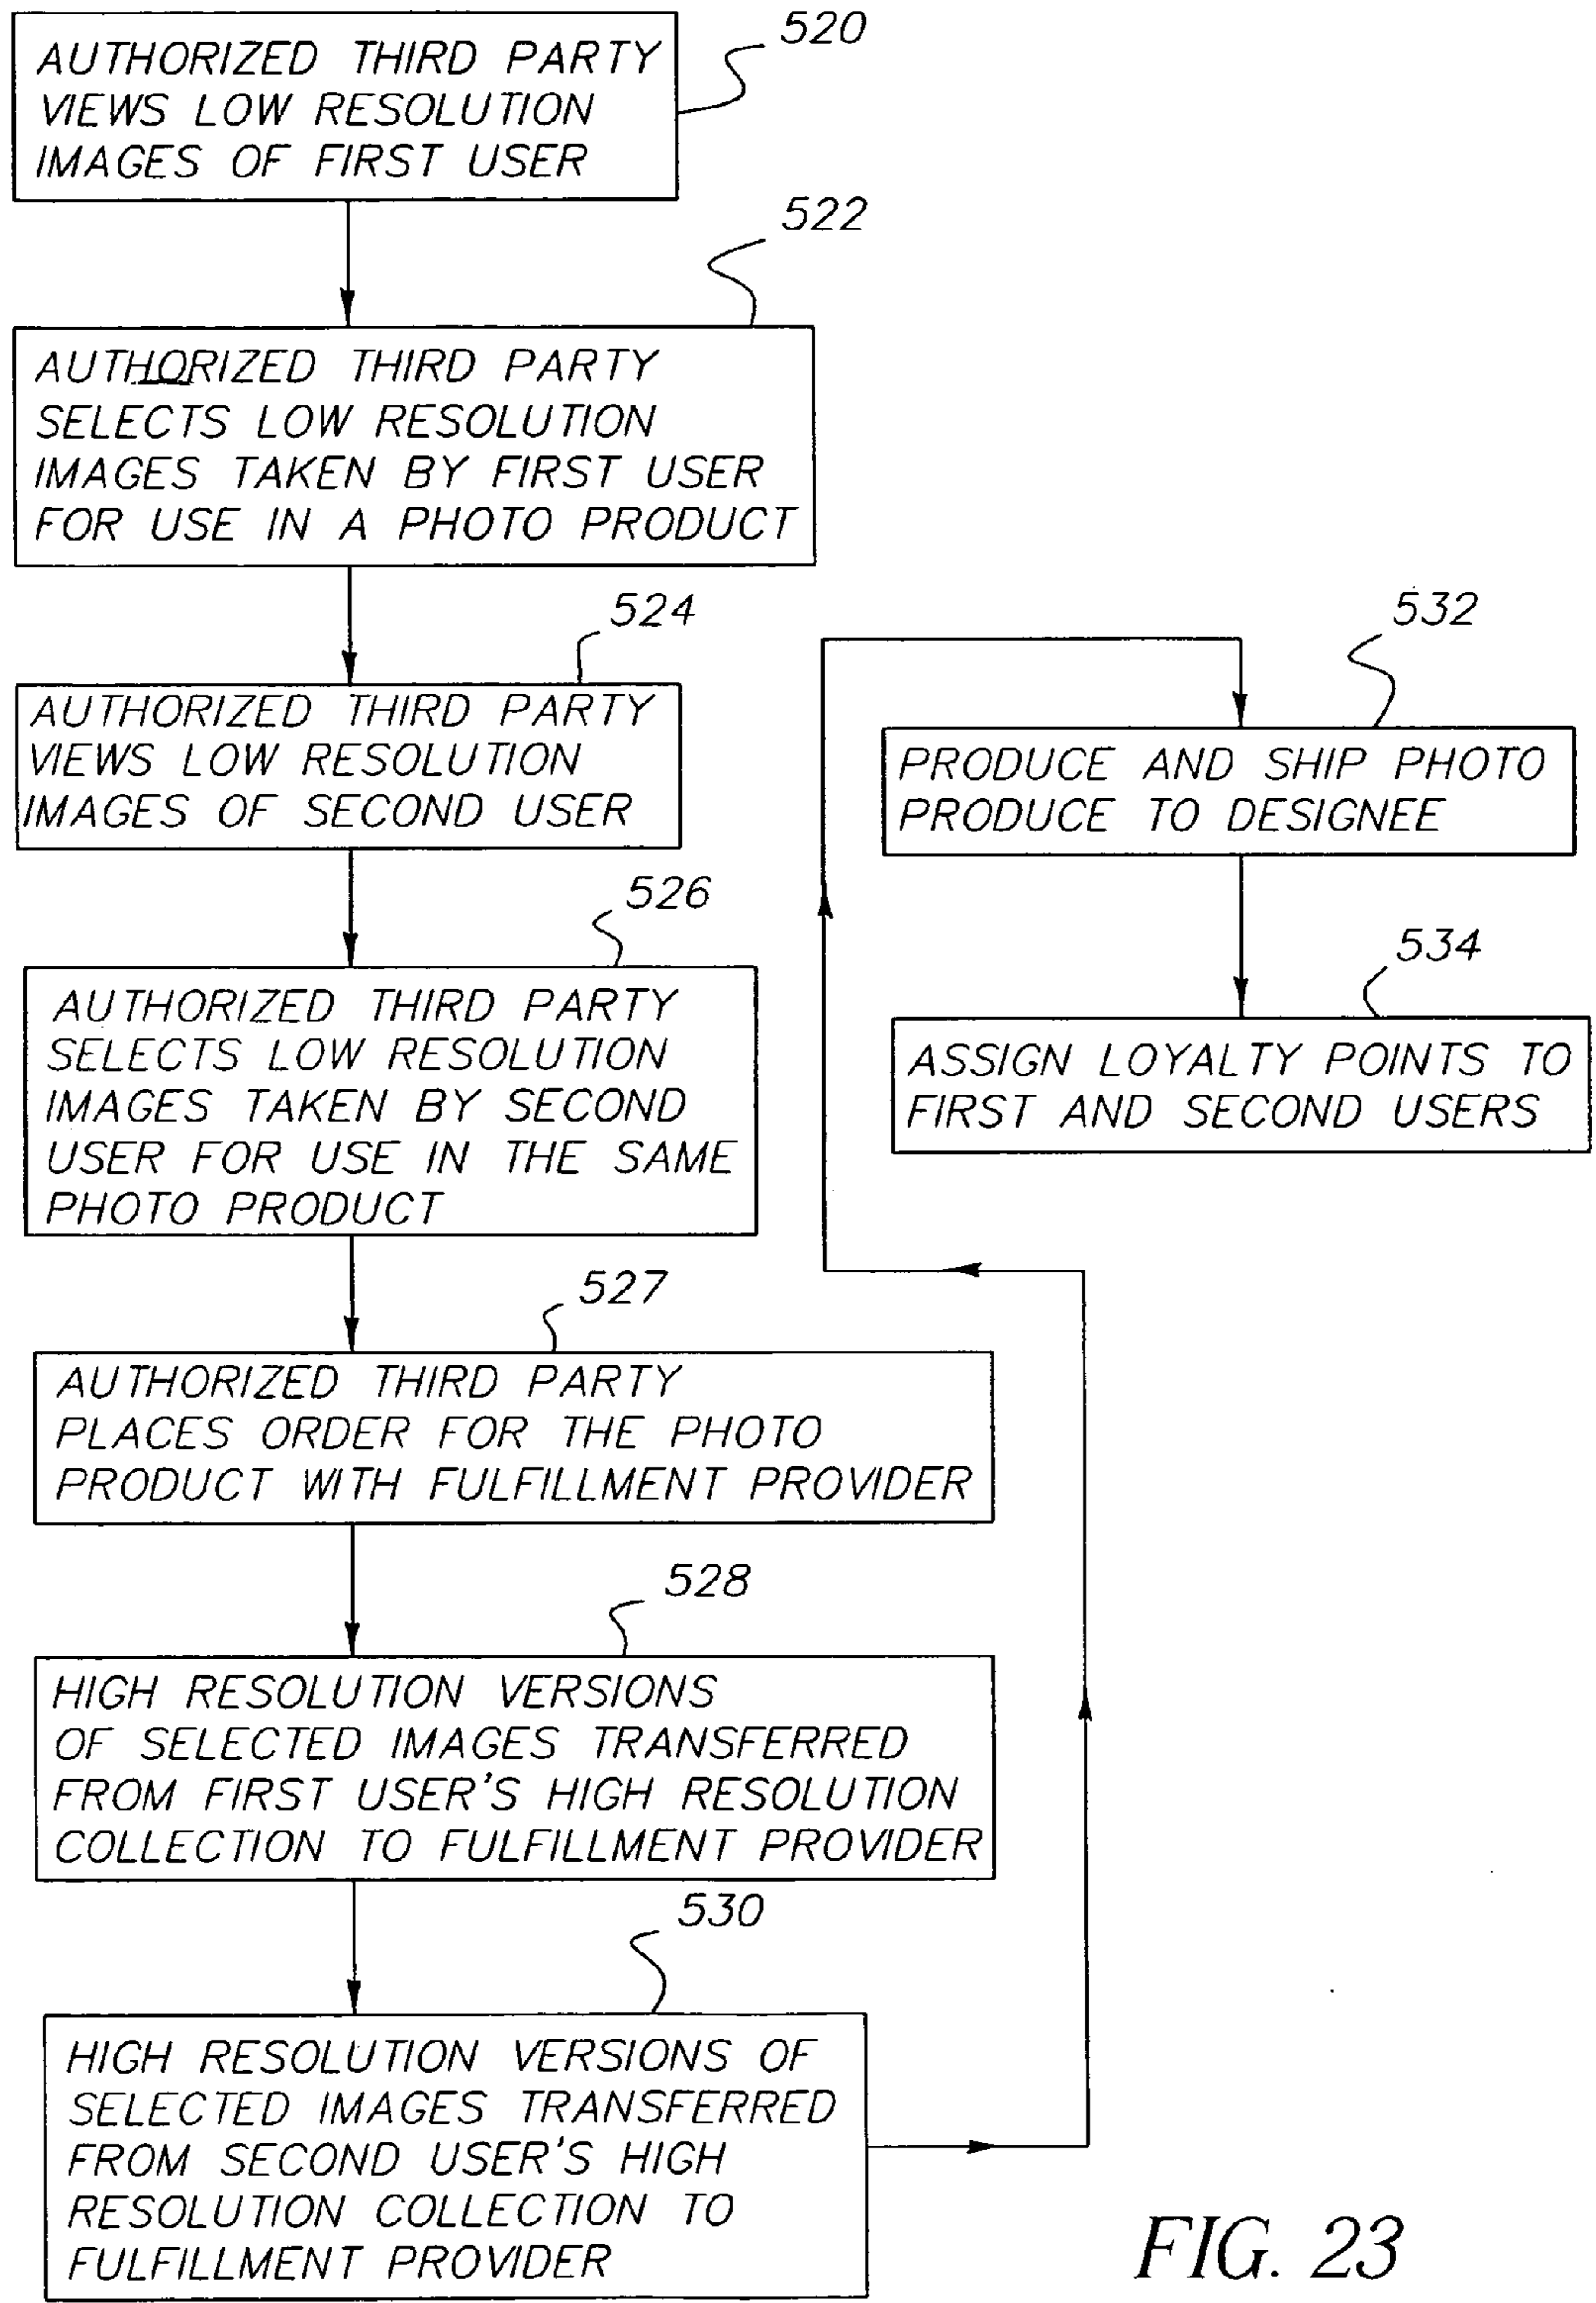 520
AUTHORIZED THIRD PARTY
VIEWS LOW RESOLUTION
IMAGES OF FIRST USER
522
AUTHORIZED THIRD PARTY
SELECTS LOW RESOLUTION
IMAGES TAKEN BY FIRST USER
FOR USE IN A PHOTO PRODUCT
524
AUTHORIZED THIRD PARTY
VIEWS LOW RESOLUTION
IMAGES OF SECOND USER
526
AUTHORIZED THIRD PARTY
SELECTS LOW RESOLUTION
IMAGES TAKEN BY SECOND
USER FOR USE IN THE SAME
PHOTO PRODUCT
527
AUTHORIZED THIRD PARTY
PLACES ORDER FOR THE PHOTO
PRODUCT WITH FULFILLMENT PROVIDER
528
HIGH RESOLUTION VERSIONS
OF SELECTED IMAGES TRANSFERRED
FROM FIRST USER'S HIGH RESOLUTION
COLLECTION TO FULFILLMENT PROVIDER
530
HIGH RESOLUTION VERSIONS OF
SELECTED IMAGES TRANSFERRED
FROM SECOND USER'S HIGH
RESOLUTION COLLECTION TO
FULFILLMENT PROVIDER
532
PRODUCE AND SHIP PHOTO
PRODUCE TO DESIGNEE
534
ASSIGN LOYALTY POINTS TO
FIRST AND SECOND USERS
FIG. 23